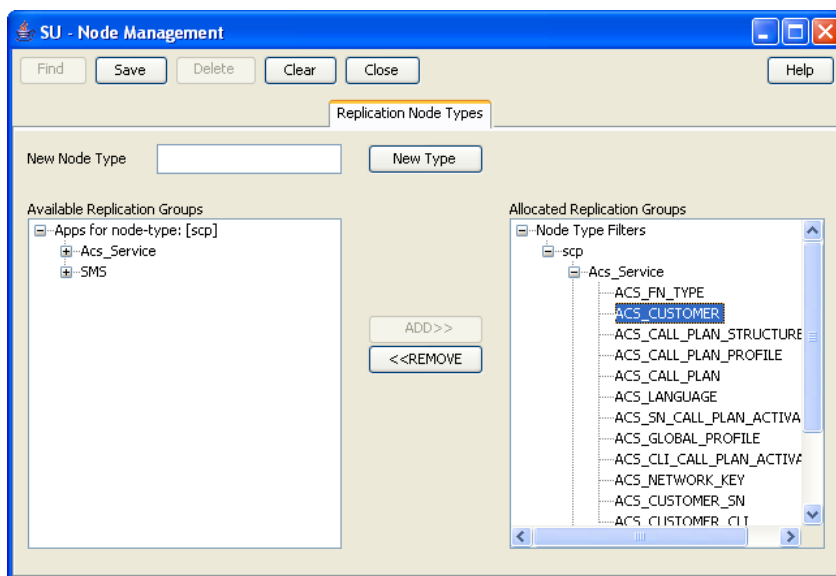 SU - Node Management
Find Save Delete Clear Close Help
Replication Node Types
New Node Type New Type
Available Replication Groups
Apps for node-type: [scp]
Acs_Service
SMS
ADD>>
<<REMOVE
Allocated Replication Groups
Node Type Filters
scp
Acs_Service
ACS_FN_TYPE
ACS_CUSTOMER
ACS_CALL_PLAN_STRUCTURE
ACS_CALL_PLAN_PROFILE
ACS_CALL_PLAN
ACS_LANGUAGE
ACS_SN_CALL_PLAN_ACTIVA
ACS_GLOBAL_PROFILE
ACS_CLI_CALL_PLAN_ACTIVA
ACS_NETWORK_KEY
ACS_CUSTOMER_SN
ACS_CUSTOMER_CLI